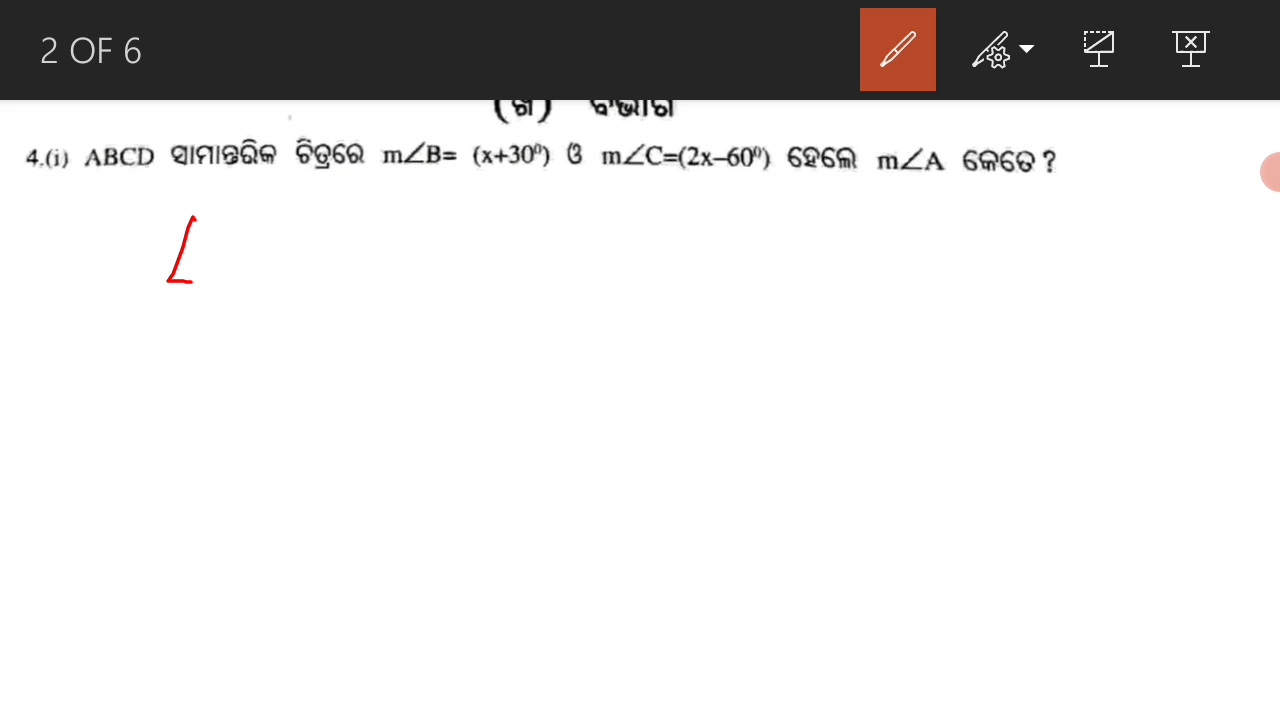 2 OF 6
(ଖ) ବିଭାଗ
4.(i) ABCD ସାମାନ୍ତରିକ ଚିତ୍ରରେ m∠B= (x+30⁰) ଓ m∠C=(2x–60⁰) ହେଲେ m∠A କେତେ ?